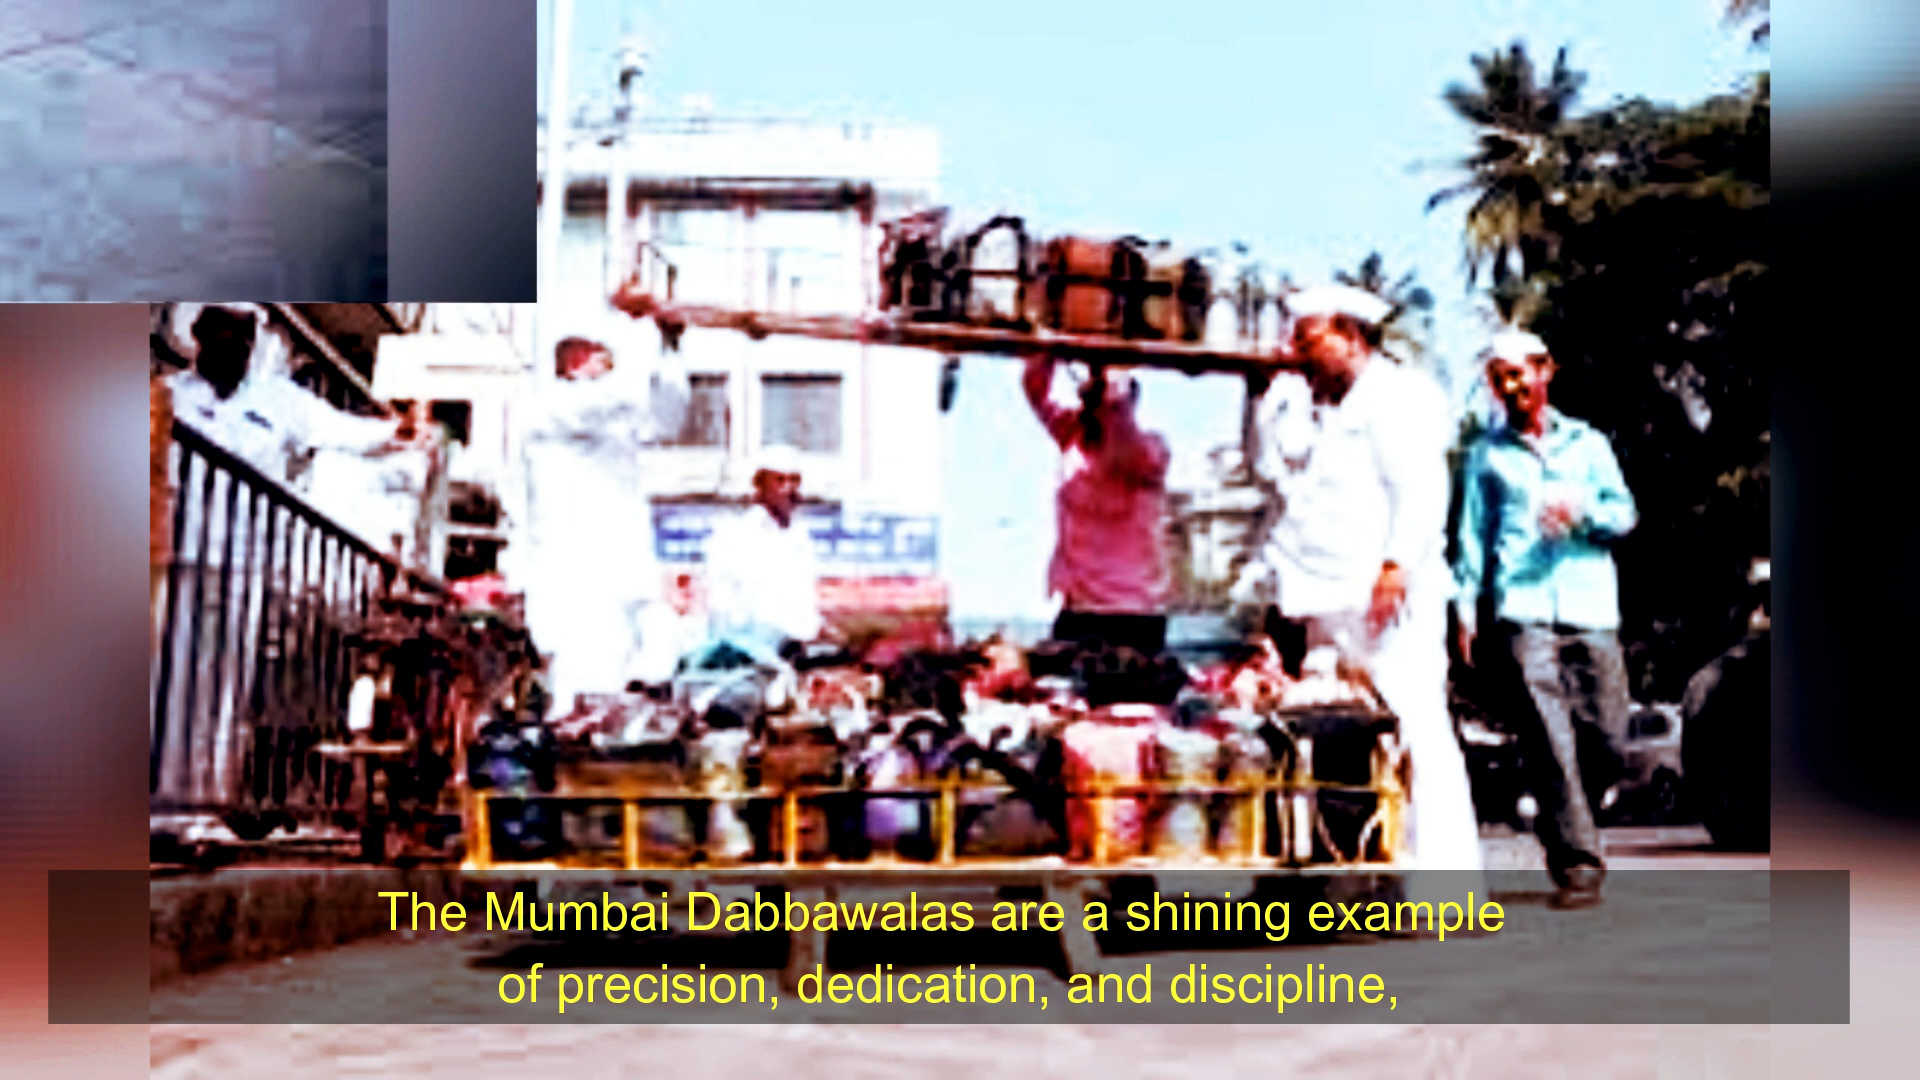 The Mumbai Dabbawalas are a shining example
of precision, dedication, and discipline,